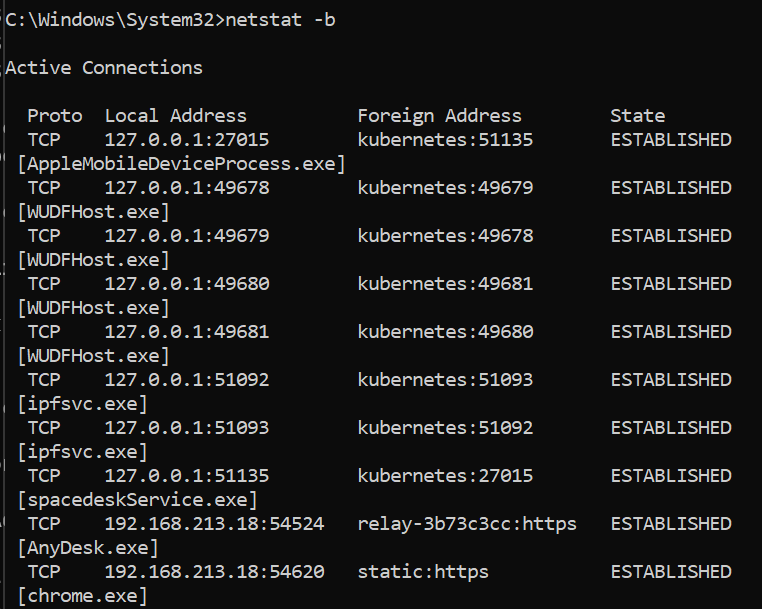 C:\Windows\System32>netstat -b
Active Connections
Proto Local Address Foreign Address State
TCP 127.0.0.1:27015 kubernetes:51135 ESTABLISHED
[AppleMobileDeviceProcess.exe]
TCP 127.0.0.1:49678 kubernetes:49679 ESTABLISHED
[WUDFHost.exe]
TCP 127.0.0.1:49679 kubernetes:49678 ESTABLISHED
[WUDFHost.exe]
TCP 127.0.0.1:49680 kubernetes:49681 ESTABLISHED
[WUDFHost.exe]
TCP 127.0.0.1:49681 kubernetes:49680 ESTABLISHED
[WUDFHost.exe]
TCP 127.0.0.1:51092 kubernetes:51093 ESTABLISHED
[ipfsvc.exe]
TCP 127.0.0.1:51093 kubernetes:51092 ESTABLISHED
[ipfsvc.exe]
TCP 127.0.0.1:51135 kubernetes:27015 ESTABLISHED
[spacedeskService.exe]
TCP 192.168.213.18:54524 relay-3b73c3cc:https ESTABLISHED
[AnyDesk.exe]
TCP 192.168.213.18:54620 static:https ESTABLISHED
[chrome.exe]